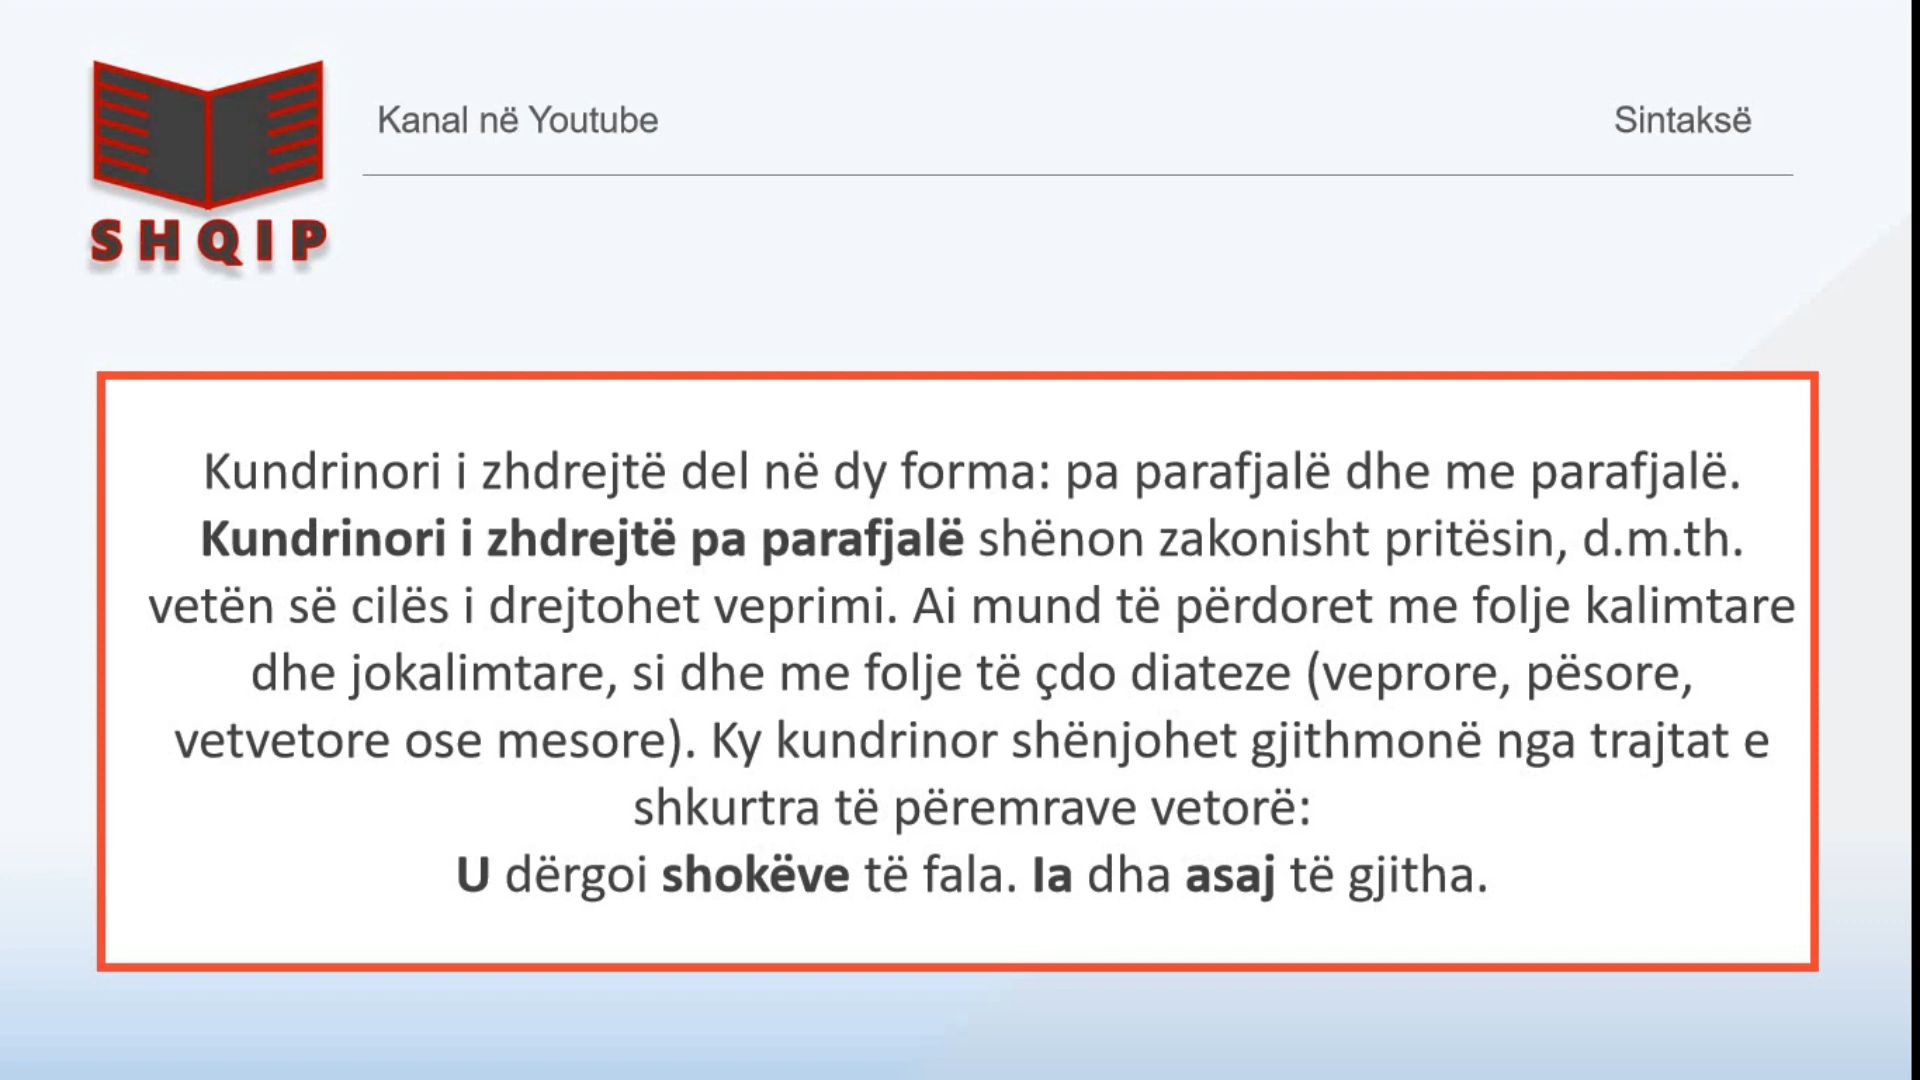 SHQIP
Kanal në Youtube
Sintaksë
Kundrinori i zhdrejtë del në dy forma: pa parafjalë dhe me parafjalë.
Kundrinori i zhdrejtë pa parafjalë shënon zakonisht pritësin, d.m.th.
vetën së cilës i drejtohet veprimi. Ai mund të përdoret me folje kalimtare
dhe jokalimtare, si dhe me folje të çdo diateze (veprore, pësore,
vetvetore ose mesore). Ky kundrinor shënjohet gjithmonë nga trajtat e
shkurtra të përemrave vetorë:
U dërgoi shokëve të fala. Ia dha asaj të gjitha.